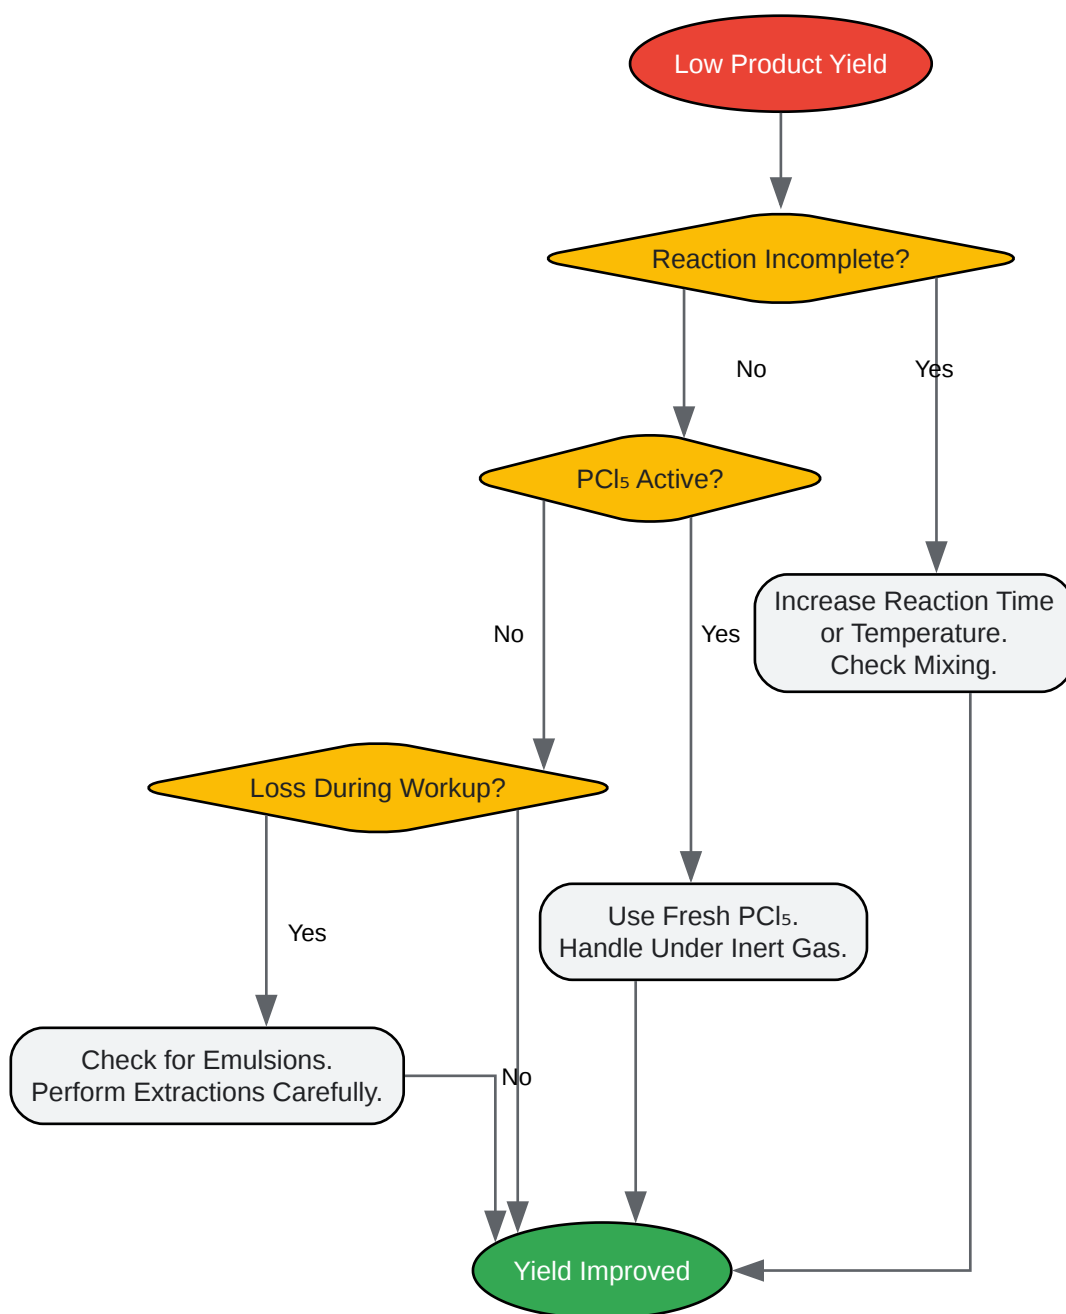 Low Product Yield
Reaction Incomplete?
No
Yes
PCl₅ Active?
Increase Reaction Time
or Temperature.
Check Mixing.
No
Yes
Loss During Workup?
Use Fresh PCl₅.
Handle Under Inert Gas.
Yes
Check for Emulsions.
Perform Extractions Carefully.
No
Yield Improved